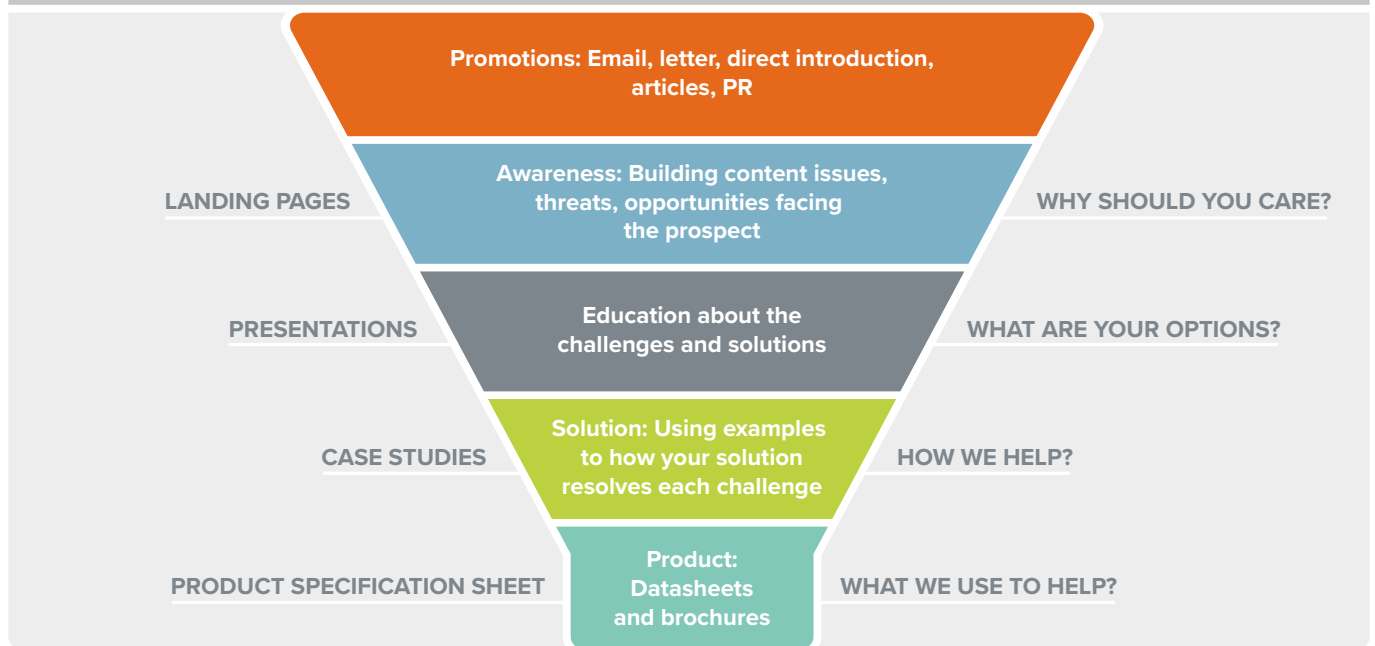 Promotions: Email, letter, direct introduction,
articles, PR
LANDING PAGES
Awareness: Building content issues,
threats, opportunities facing
the prospect
WHY SHOULD YOU CARE?
PRESENTATIONS
Education about the
challenges and solutions
WHAT ARE YOUR OPTIONS?
CASE STUDIES
Solution: Using examples
to how your solution
resolves each challenge
HOW WE HELP?
PRODUCT SPECIFICATION SHEET
Product:
Datasheets
and brochures
WHAT WE USE TO HELP?